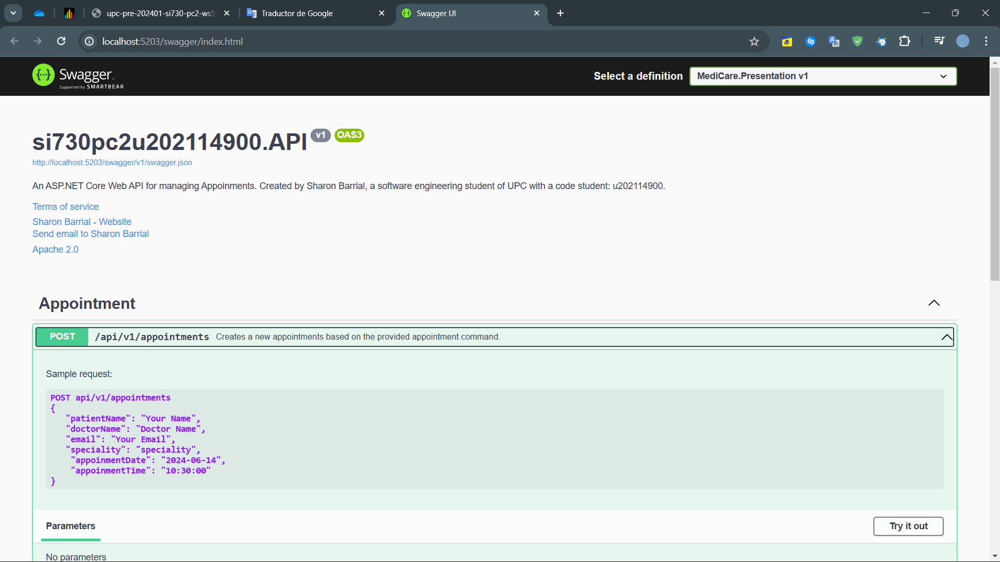 upc-pre-202401-si730-pc2-ws5
Traductor de Google
Swagger UI
localhost:5203/swagger/index.html
Swagger
Supported by SMARTBEAR
Select a definition
MediCare.Presentation v1
si730pc2u202114900.API v1 OAS3
http://localhost:5203/swagger/v1/swagger.json
An ASP.NET Core Web API for managing Appoinments. Created by Sharon Barrial, a software engineering student of UPC with a code student: u202114900.
Terms of service
Sharon Barrial - Website
Send email to Sharon Barrial
Apache 2.0
Appointment
POST /api/v1/appointments Creates a new appointments based on the provided appointment command.
Sample request:
POST api/v1/appointments
{
"patientName": "Your Name",
"doctorName": "Doctor Name",
"email": "Your Email",
"speciality": "speciality",
"appoinmentDate": "2024-06-14",
"appoinmentTime": "10:30:00"
}
Parameters
Try it out
No parameters